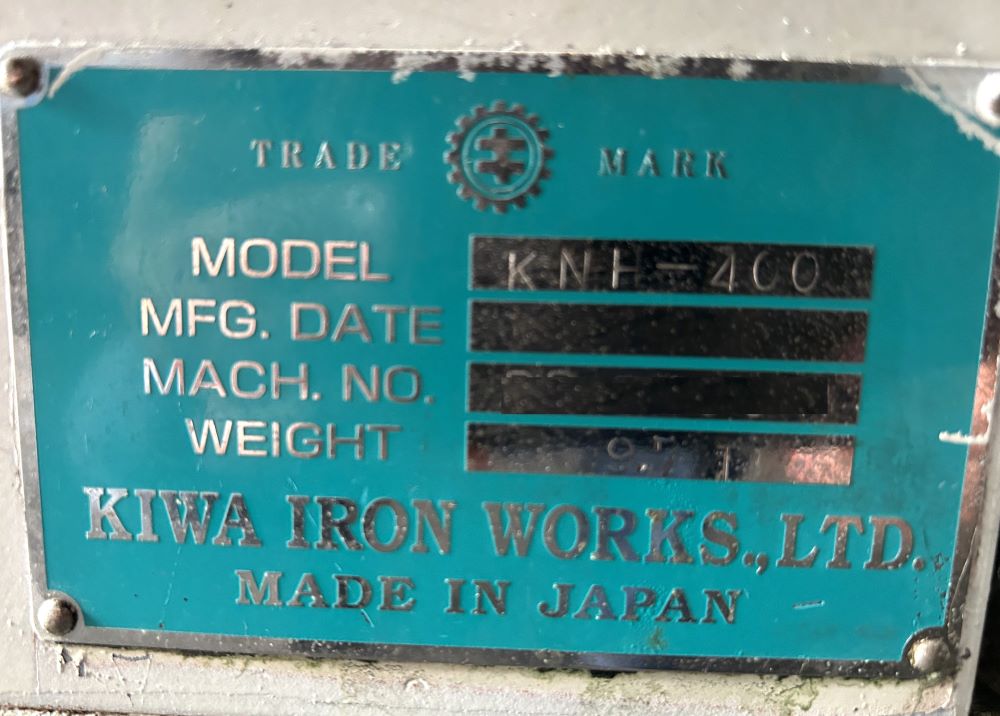 TRADE MARK
MODEL KNH-400
MFG. DATE
MACH. NO.
WEIGHT
KIWA IRON WORKS.,LTD.
MADE IN JAPAN